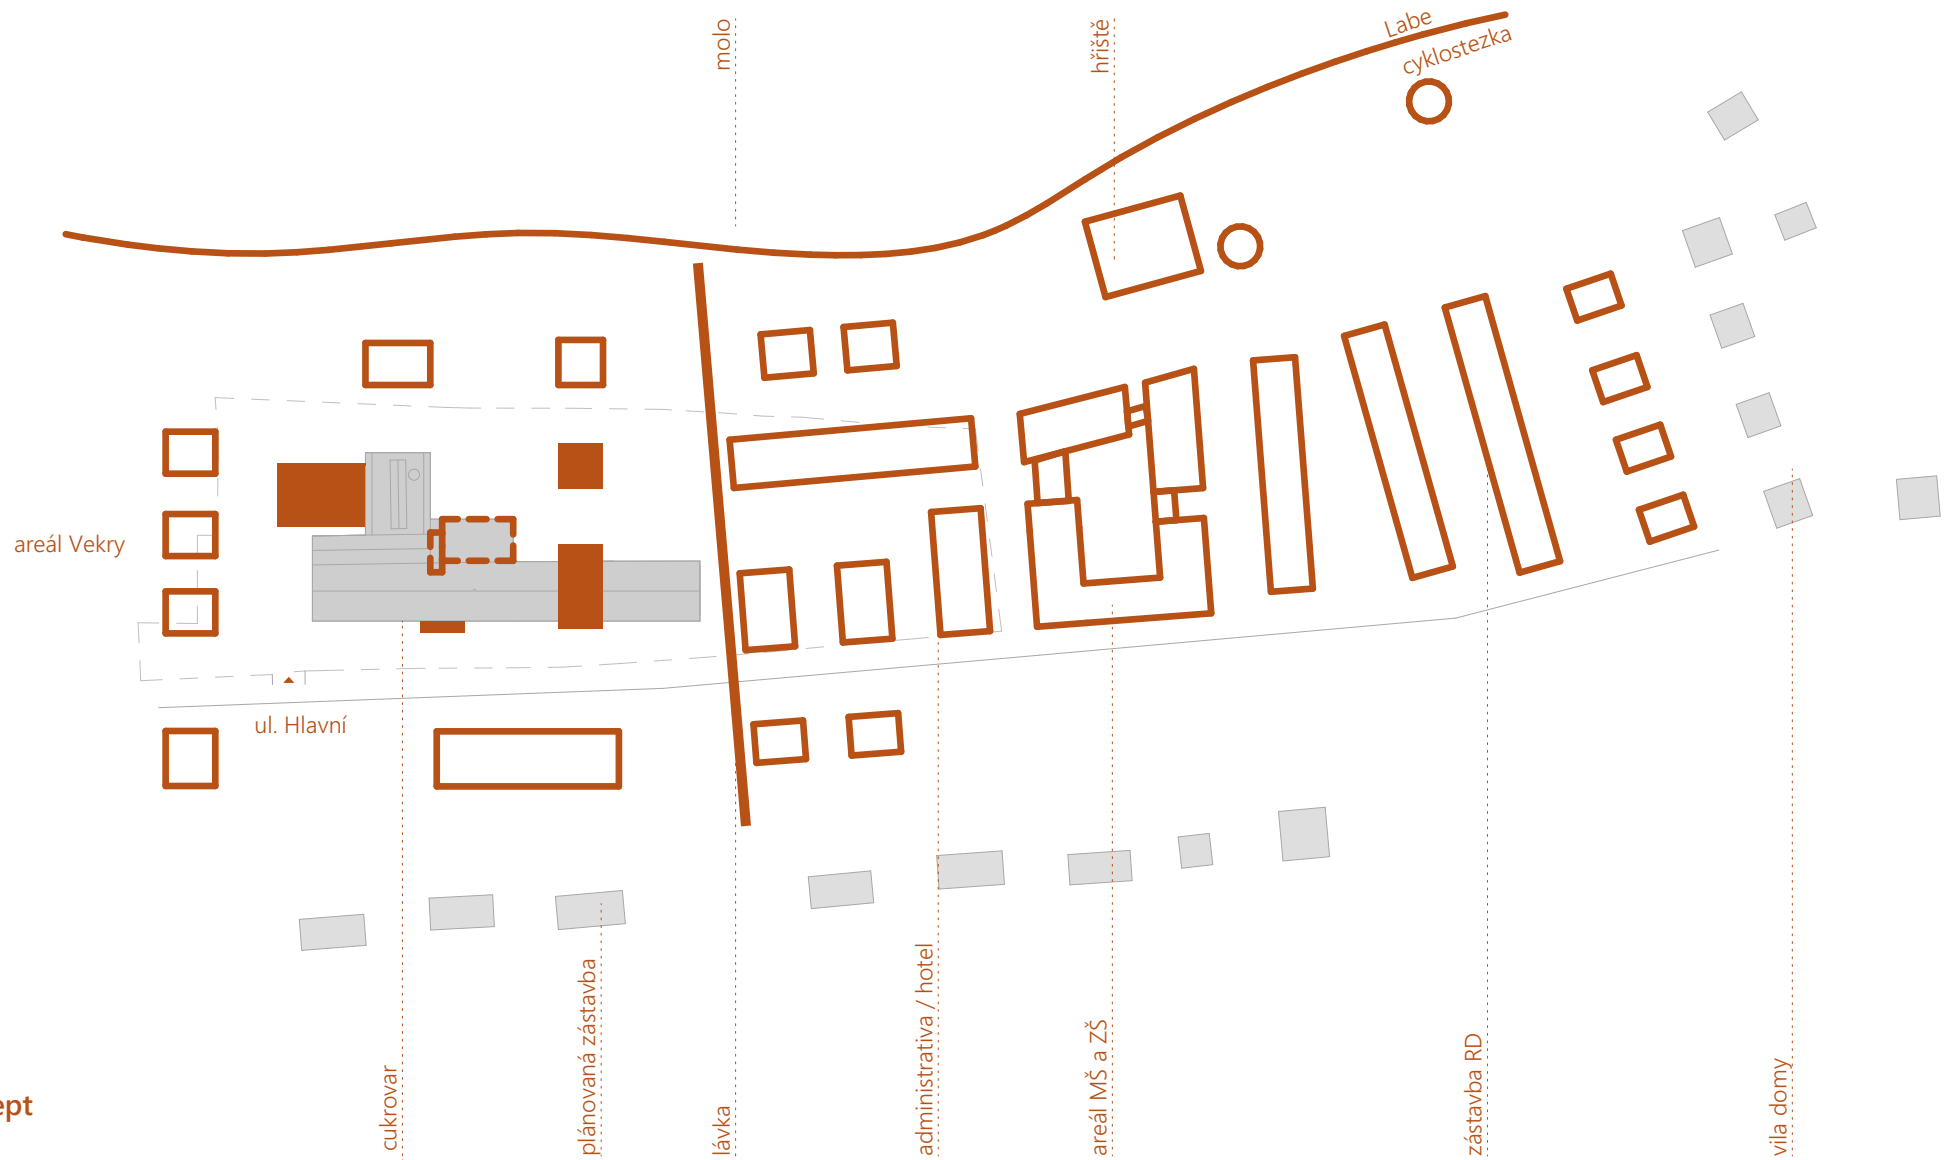 molo
hřiště
Labe
cyklostezka
areál Vekry
ul. Hlavní
cukrovar
plánovaná zástavba
lávka
administrativa / hotel
areál MŠ a ZŠ
zástavba RD
vila domy
ept